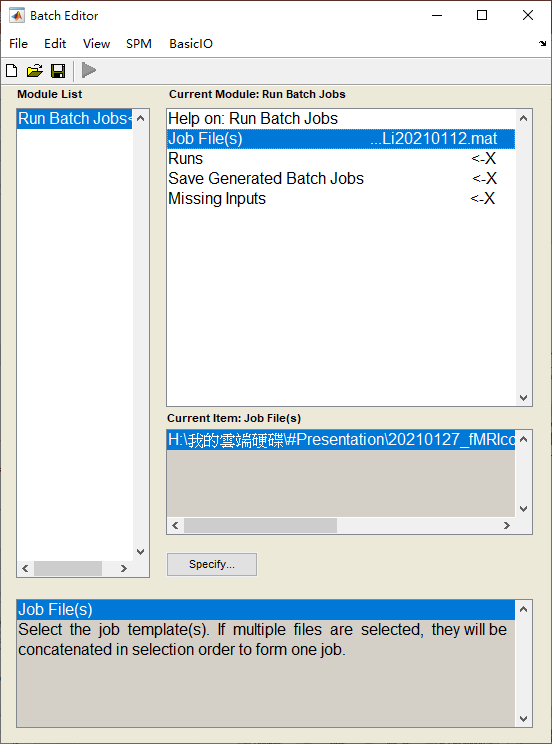 Batch Editor
File Edit View SPM BasicIO
Module List
Current Module: Run Batch Jobs
Run Batch Jobs<
Help on: Run Batch Jobs
Job File(s) ...Li20210112.mat
Runs <-X
Save Generated Batch Jobs <-X
Missing Inputs <-X
Current Item: Job File(s)
H:\我的雲端硬碟\#Presentation\20210127_fMRIco
Specify...
Job File(s)
Select the job template(s). If multiple files are selected, they will be
concatenated in selection order to form one job.